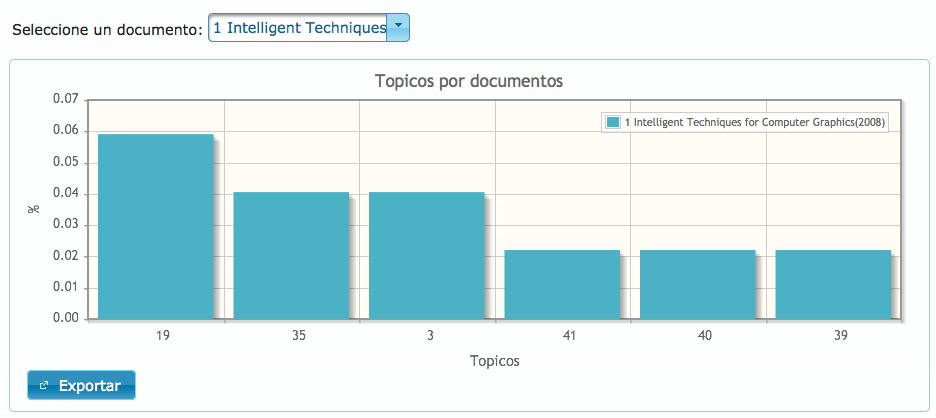 Seleccione un documento: 1 Intelligent Techniques
Topicos por documentos
1 Intelligent Techniques for Computer Graphics(2008)
%
0.07
0.06
0.05
0.04
0.03
0.02
0.01
0.00
19 35 3 41 40 39
Topicos
Exportar